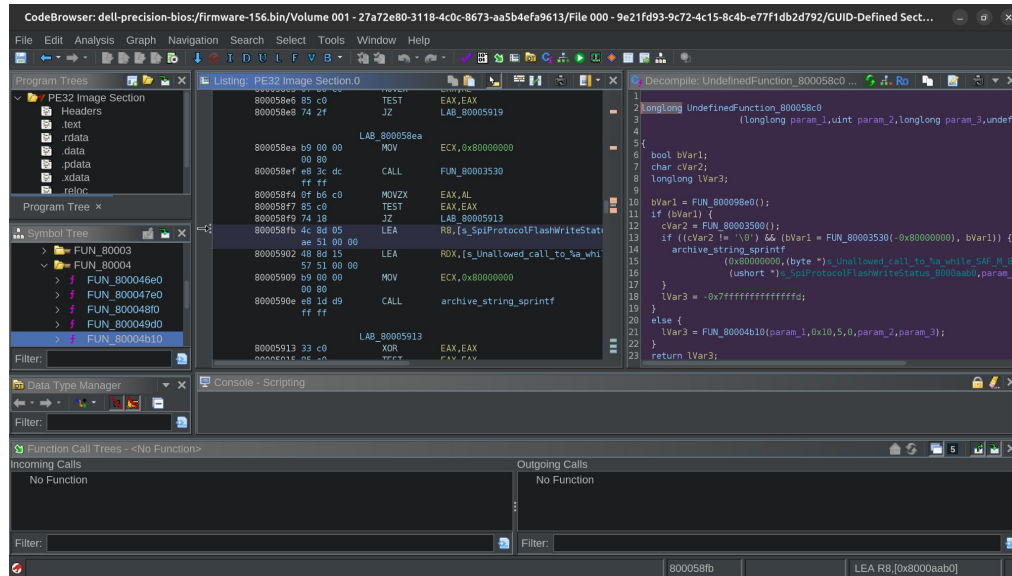 CodeBrowser: dell-precision-bios:/firmware-156.bin/Volume 001 - 27a72e80-3118-4c0c-8673-aa5b4efa9613/File 000 - 9e21fd93-9c72-4c15-8c4b-e77f1db2d792/GUID-Defined Sect...
File Edit Analysis Graph Navigation Search Select Tools Window Help
I D U L F V B
Program Trees
PE32 Image Section
Headers
.text
.rdata
.data
.pdata
.xdata
.reloc
Program Tree ×
Symbol Tree
FUN_80003
FUN_80004
f FUN_800046e0
f FUN_800047e0
f FUN_800048f0
f FUN_800049d0
f FUN_80004b10
Filter:
Data Type Manager
Filter:
Listing: PE32 Image Section.0
800058e6 85 c0 TEST EAX,EAX
800058e8 74 2f JZ LAB_80005919
LAB_800058ea
800058ea b9 00 00 MOV ECX,0x80000000
00 80
800058ef e8 3c dc CALL FUN_80003530
ff ff
800058f4 0f b6 c0 MOVZX EAX,AL
800058f7 85 c0 TEST EAX,EAX
800058f9 74 18 JZ LAB_80005913
800058fb 4c 8d 05 LEA R8,[s_SpiProtocolFlashWriteStatu
ae 51 00 00
80005902 48 8d 15 LEA RDX,[s_Unallowed_call_to_%a_whi
57 51 00 00
80005909 b9 00 00 MOV ECX,0x80000000
00 80
8000590e e8 1d d9 CALL archive_string_sprintf
ff ff
LAB_80005913
80005913 33 c0 XOR EAX,EAX
80005915 85 c0 TEST EAX,EAX
Decompile: UndefinedFunction_800058c0 ...
Ro
1
2 longlong UndefinedFunction_800058c0
3 (longlong param_1,uint param_2,longlong param_3,undef
4
5 {
6 bool bVar1;
7 char cVar2;
8 longlong lVar3;
9
10 bVar1 = FUN_800098e0();
11 if (bVar1) {
12 cVar2 = FUN_80003500();
13 if ((cVar2 != '\0') && (bVar1 = FUN_80003530(-0x80000000), bVar1)) {
14 archive_string_sprintf
15 (0x80000000,(byte *)s_Unallowed_call_to_%a_while_SAF_M_B
16 (ushort *)s_SpiProtocolFlashWriteStatus_8000aab0,param_
17 }
18 lVar3 = -0x7ffffffffffffffd;
19 }
20 else {
21 lVar3 = FUN_80004b10(param_1,0x10,5,0,param_2,param_3);
22 }
23 return lVar3;
Console - Scripting
Function Call Trees - <No Function>
5
Incoming Calls
No Function
Outgoing Calls
No Function
Filter:
Filter:
800058fb
LEA R8,[0x8000aab0]